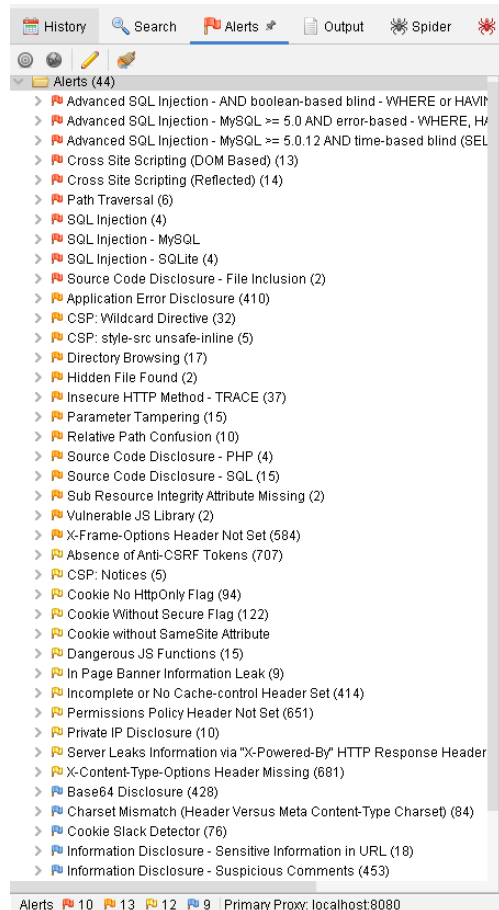 History Search Alerts Output Spider
Alerts (44)
Advanced SQL Injection - AND boolean-based blind - WHERE or
Advanced SQL Injection - MySQL >= 5.0 AND error-based - WHERE,
Advanced SQL Injection - MySQL >= 5.0.12 AND time-based blind
Cross Site Scripting (DOM Based) (13)
Cross Site Scripting (Reflected) (14)
Path Traversal (6)
SQL Injection (4)
SQL Injection - MySQL
SQL Injection - SQLite (4)
Source Code Disclosure - File Inclusion (2)
Application Error Disclosure (410)
CSP: Wildcard Directive (32)
CSP: style-src unsafe-inline (5)
Directory Browsing (17)
Hidden File Found (2)
Insecure HTTP Method - TRACE (37)
Parameter Tampering (15)
Relative Path Confusion (10)
Source Code Disclosure - PHP (4)
Source Code Disclosure - SQL (15)
Sub Resource Integrity Attribute Missing (2)
Vulnerable JS Library (2)
X-Frame-Options Header Not Set (584)
Absence of Anti-CSRF Tokens (707)
CSP: Notices (5)
Cookie No HttpOnly Flag (94)
Cookie Without Secure Flag (122)
Cookie without SameSite Attribute
Dangerous JS Functions (15)
In Page Banner Information Leak (9)
Incomplete or No Cache-control Header Set (414)
Permissions Policy Header Not Set (651)
Private IP Disclosure (10)
Server Leaks Information via "X-Powered-By" HTTP Response Header
X-Content-Type-Options Header Missing (681)
Base64 Disclosure (428)
Charset Mismatch (Header Versus Meta Content-Type Charset) (84)
Cookie Slack Detector (76)
Information Disclosure - Sensitive Information in URL (18)
Information Disclosure - Suspicious Comments (453)
Alerts 10 13 12 9 Primary Proxy: localhost:8080